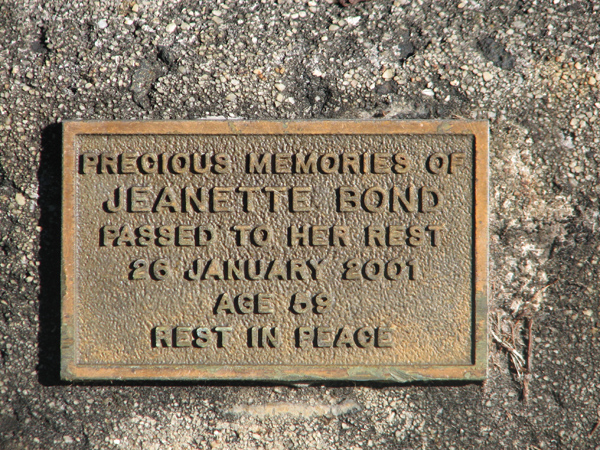 PRECIOUS MEMORIES OF
JEANETTE BOND
PASSED TO HER REST
26 JANUARY 2001
AGE 59
REST IN PEACE